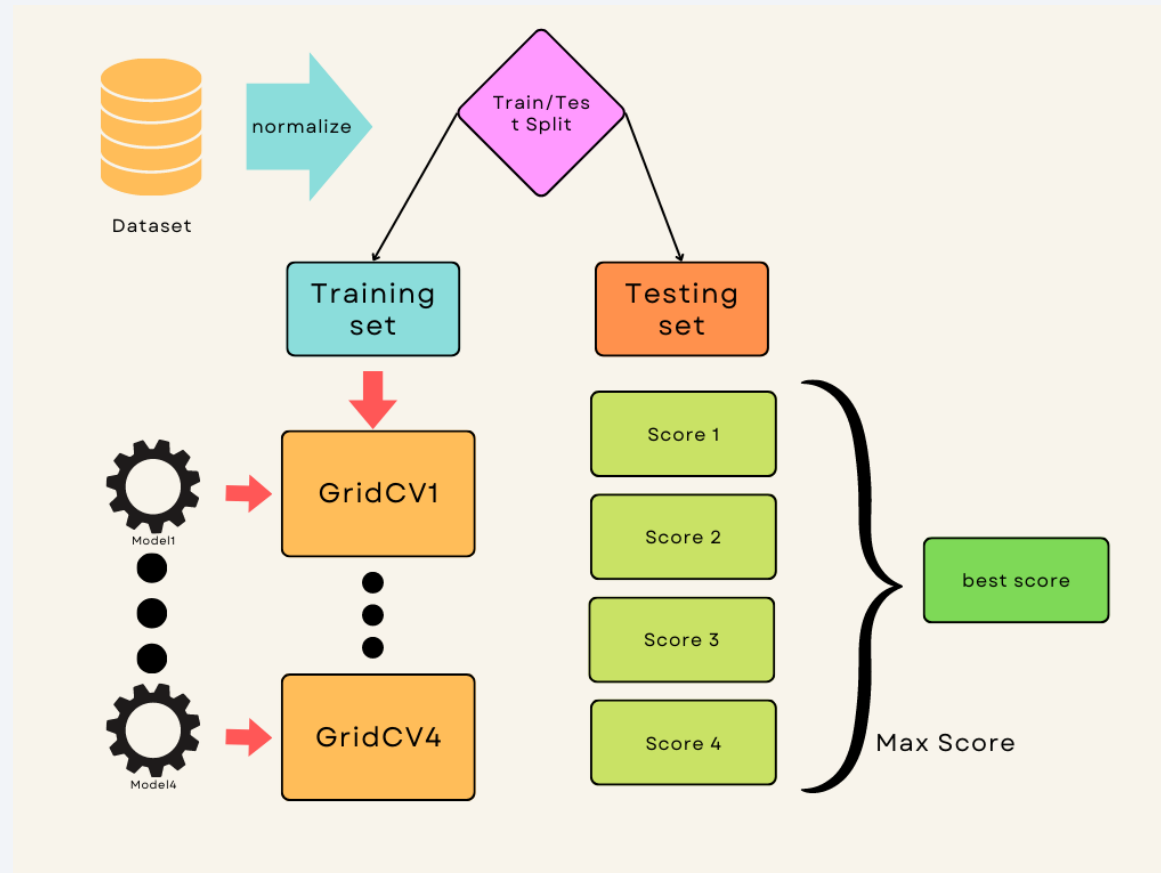 Train/Tes
t Split
normalize
Dataset
Training
set
Testing
set
Score 1
GridCV1
Model1
Score 2
best score
Score 3
GridCV4
Score 4
Max Score
Model4